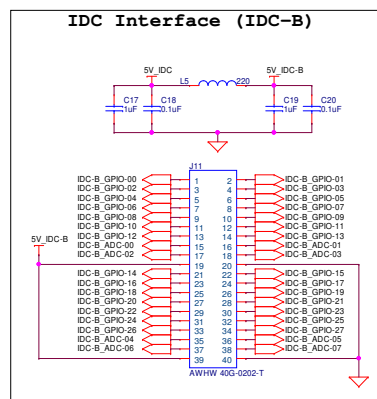 IDC Interface (IDC-B)
5V_IDC 5V_IDC-B
L5 220
C17 C18 C19 C20
1uF 0.1uF 1uF 0.1uF
J11
IDC-B_GPIO-00 1 2 IDC-B_GPIO-01
IDC-B_GPIO-02 3 4 IDC-B_GPIO-03
IDC-B_GPIO-04 5 6 IDC-B_GPIO-05
IDC-B_GPIO-06 7 8 IDC-B_GPIO-07
IDC-B_GPIO-08 9 10 IDC-B_GPIO-09
IDC-B_GPIO-10 11 12 IDC-B_GPIO-11
IDC-B_GPIO-12 13 14 IDC-B_GPIO-13
5V_IDC-B IDC-B_ADC-00 15 16 IDC-B_ADC-01
IDC-B_ADC-02 17 18 IDC-B_ADC-03
19 20
IDC-B_GPIO-14 21 22 IDC-B_GPIO-15
IDC-B_GPIO-16 23 24 IDC-B_GPIO-17
IDC-B_GPIO-18 25 26 IDC-B_GPIO-19
IDC-B_GPIO-20 27 28 IDC-B_GPIO-21
IDC-B_GPIO-22 29 30 IDC-B_GPIO-23
IDC-B_GPIO-24 31 32 IDC-B_GPIO-25
IDC-B_GPIO-26 33 34 IDC-B_GPIO-27
IDC-B_ADC-04 35 36 IDC-B_ADC-05
IDC-B_ADC-06 37 38 IDC-B_ADC-07
39 40
AWHW 40G-0202-T